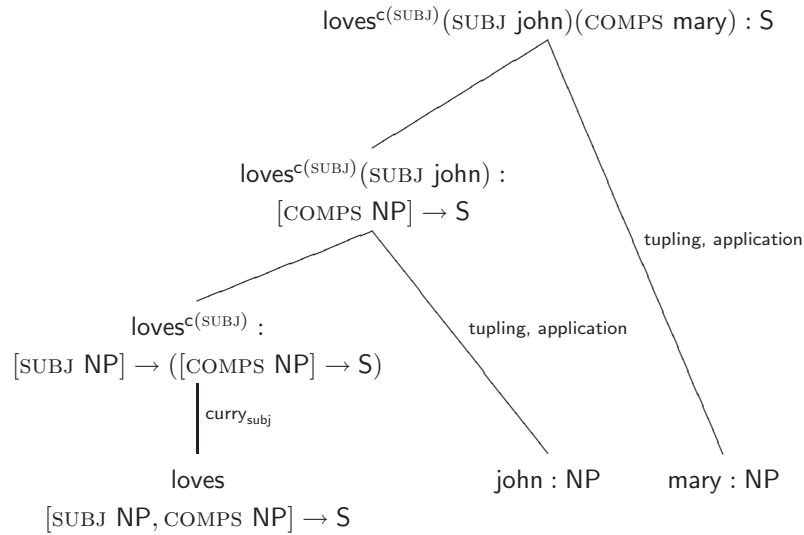 loves^c(SUBJ)(SUBJ john)(COMPS mary) : S
loves^c(SUBJ)(SUBJ john) :
[COMPS NP] → S
tupling, application
loves^c(SUBJ) :
tupling, application
[SUBJ NP] → ([COMPS NP] → S)
curry_subj
loves
john : NP
mary : NP
[SUBJ NP, COMPS NP] → S